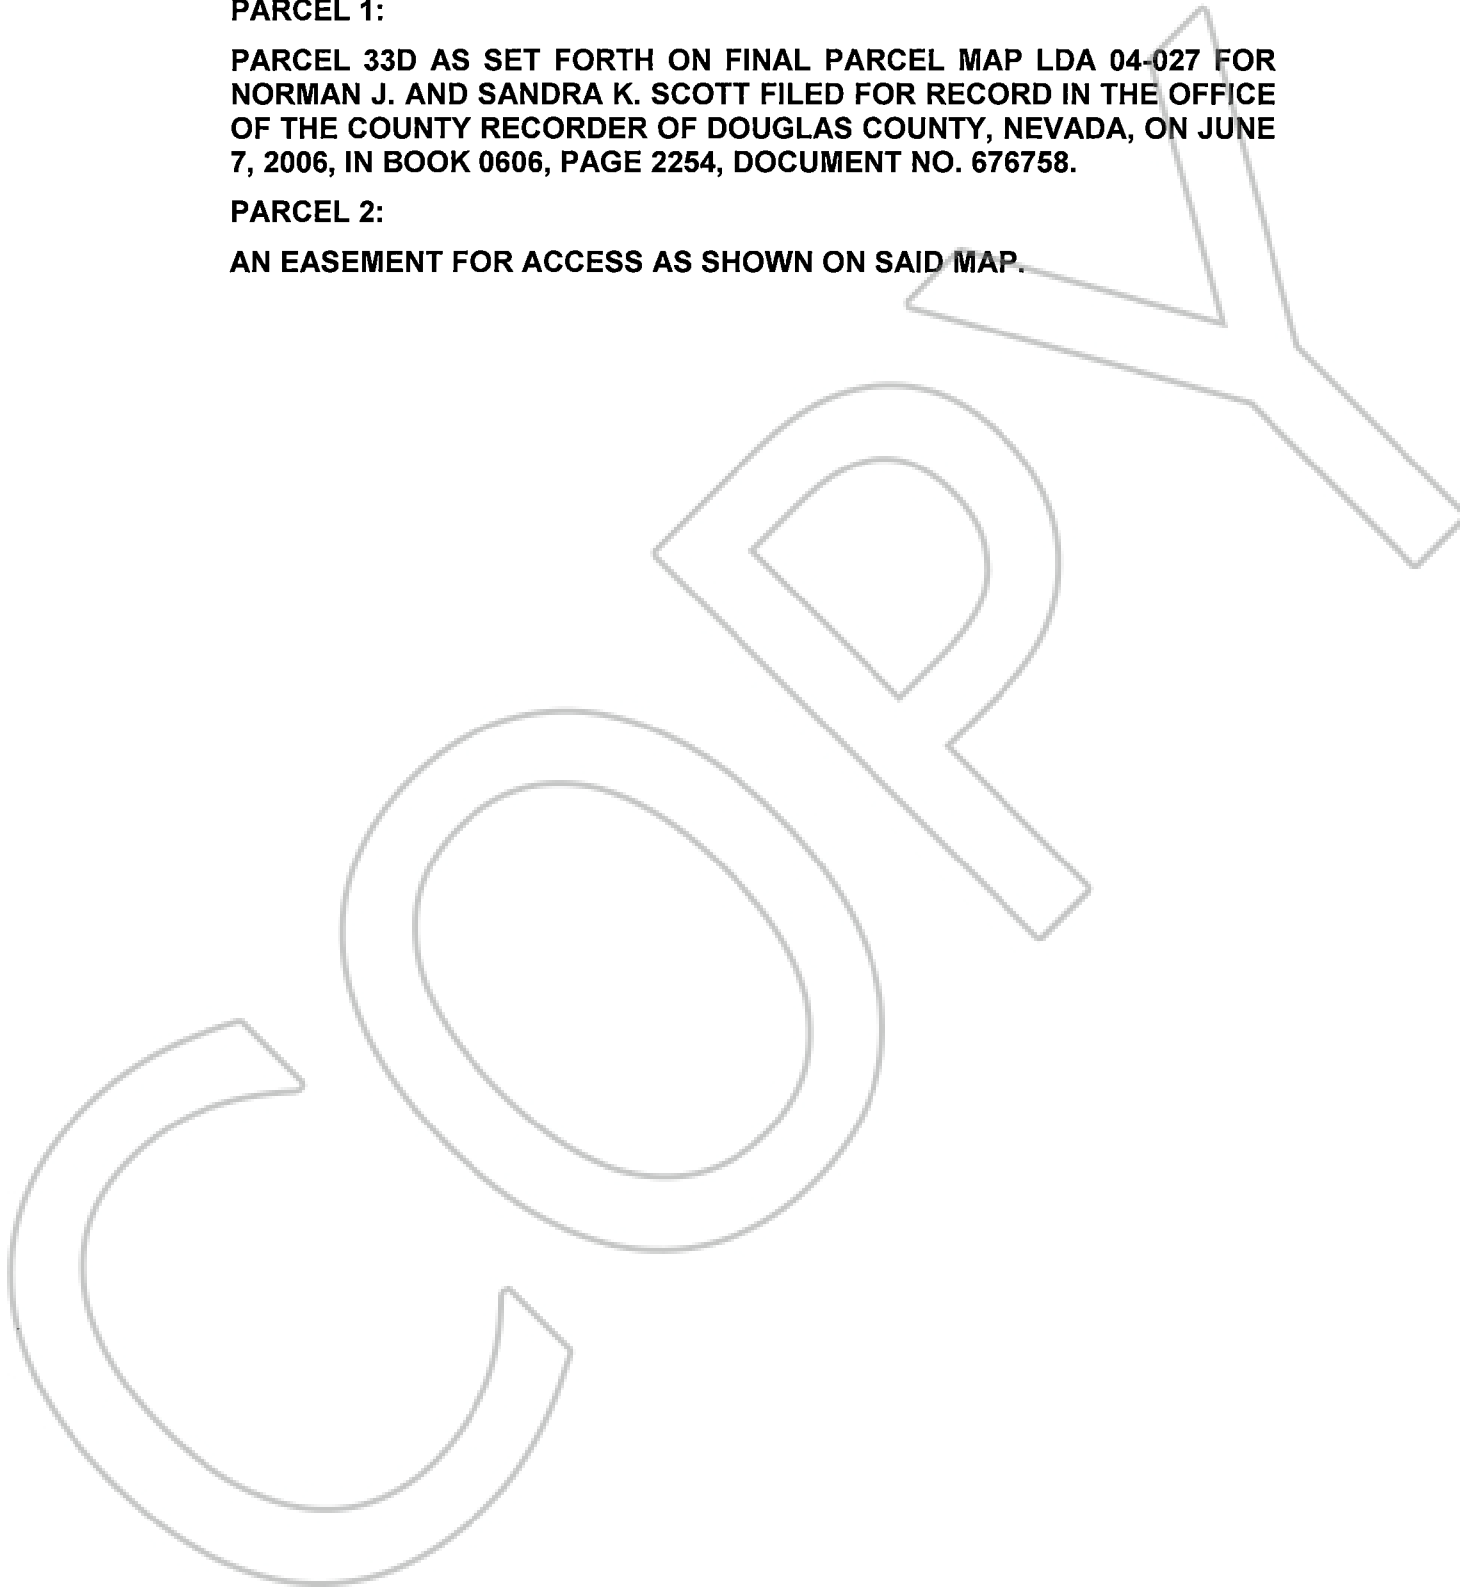 PARCEL 1:
PARCEL 33D AS SET FORTH ON FINAL PARCEL MAP LDA 04-027 FOR
NORMAN J. AND SANDRA K. SCOTT FILED FOR RECORD IN THE OFFICE
OF THE COUNTY RECORDER OF DOUGLAS COUNTY, NEVADA, ON JUNE
7, 2006, IN BOOK 0606, PAGE 2254, DOCUMENT NO. 676758.
PARCEL 2:
AN EASEMENT FOR ACCESS AS SHOWN ON SAID MAP.
COPY